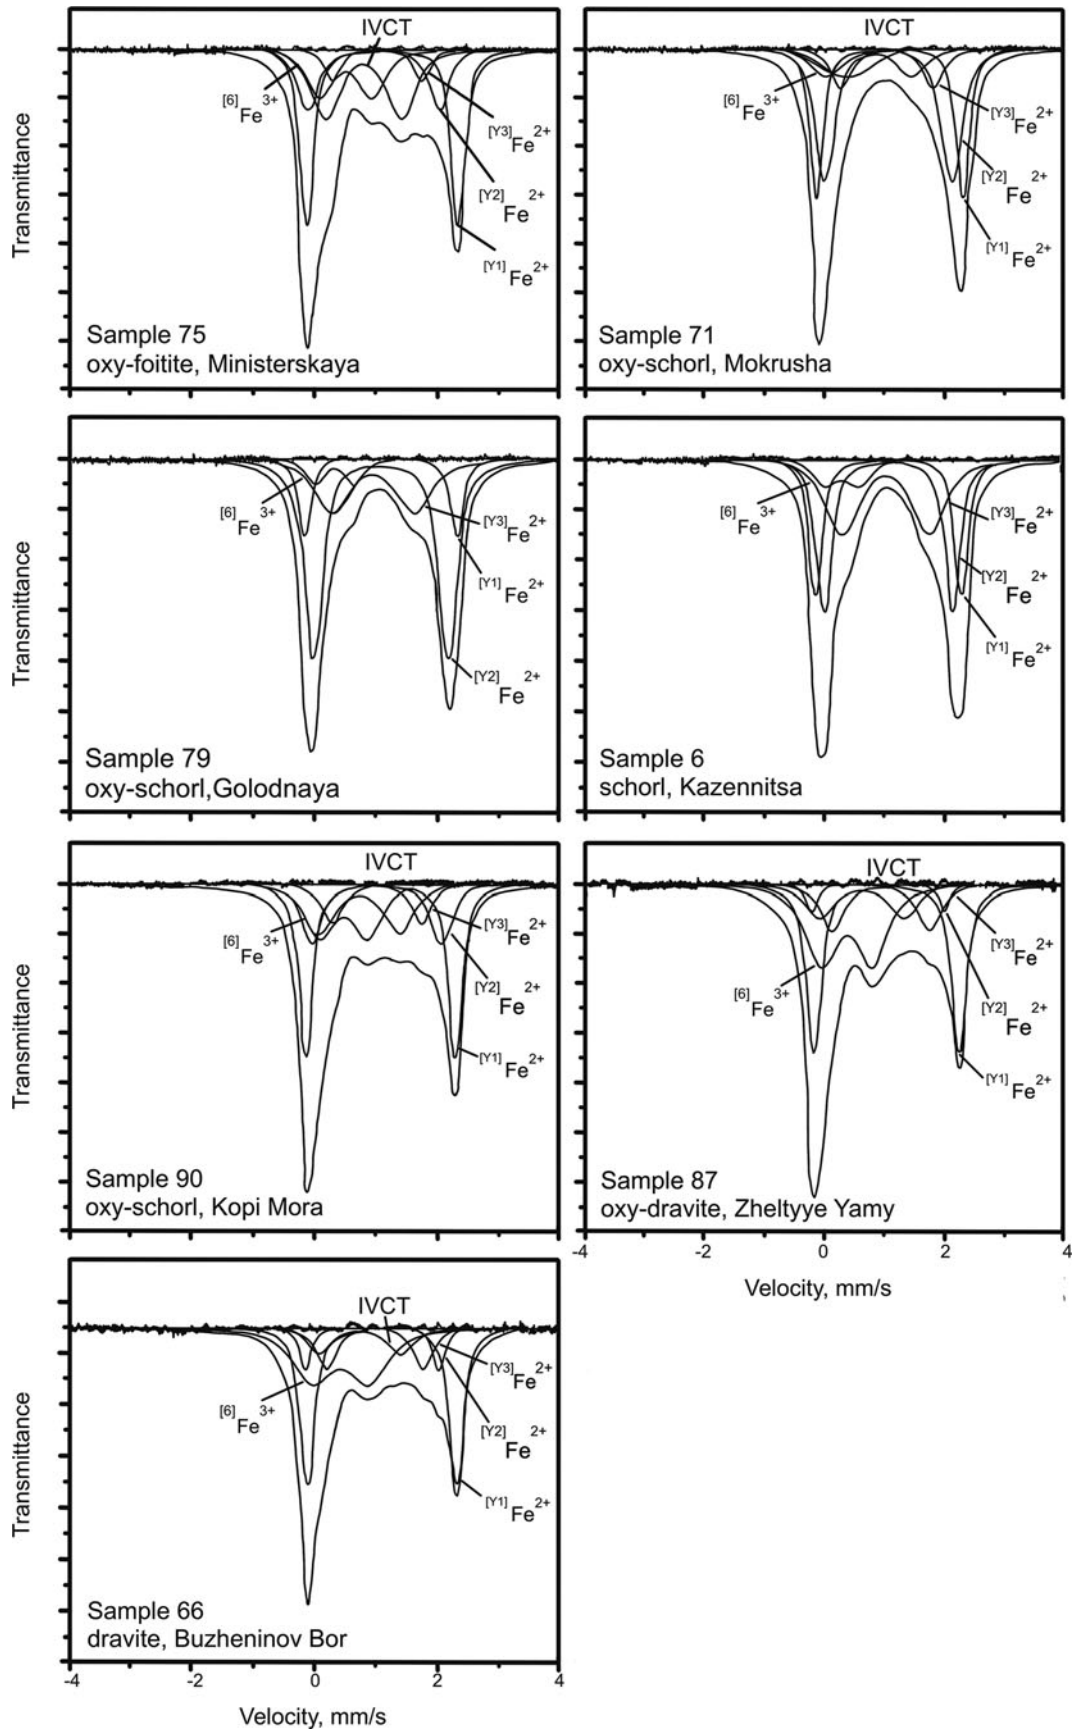 IVCT
[6]Fe3+
[Y3]Fe2+
[Y2]Fe2+
[Y1]Fe2+
Transmittance
Sample 75
oxy-foitite, Ministerskaya
IVCT
[6]Fe3+
[Y3]Fe2+
[Y2]Fe2+
[Y1]Fe2+
Sample 71
oxy-schorl, Mokrusha
[6]Fe3+
[Y3]Fe2+
[Y1]Fe2+
[Y2]Fe2+
Transmittance
Sample 79
oxy-schorl,Golodnaya
[6]Fe3+
[Y3]Fe2+
[Y2]Fe2+
[Y1]Fe2+
Sample 6
schorl, Kazennitsa
IVCT
[6]Fe3+
[Y3]Fe2+
[Y2]Fe2+
[Y1]Fe2+
Transmittance
Sample 90
oxy-schorl, Kopi Mora
IVCT
[6]Fe3+
[Y3]Fe2+
[Y2]Fe2+
[Y1]Fe2+
Sample 87
oxy-dravite, Zheltyye Yamy
-4 -2 0 2 4
Velocity, mm/s
IVCT
[6]Fe3+
[Y3]Fe2+
[Y2]Fe2+
[Y1]Fe2+
Transmittance
Sample 66
dravite, Buzheninov Bor
-4 -2 0 2 4
Velocity, mm/s